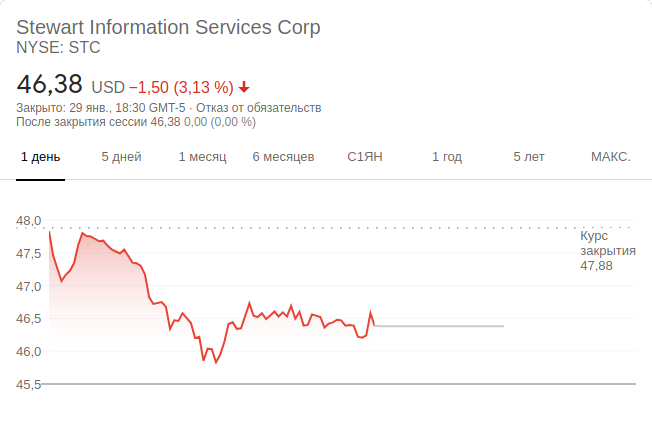 Stewart Information Services Corp
NYSE: STC
46,38 USD −1,50 (3,13 %)
Закрыто: 29 янв., 18:30 GMT-5 · Отказ от обязательств
После закрытия сессии 46,38 0,00 (0,00 %)
1 день 5 дней 1 месяц 6 месяцев С1ЯН 1 год 5 лет МАКС.
48,0
Курс
закрытия
47,88
47,5
47,0
46,5
46,0
45,5